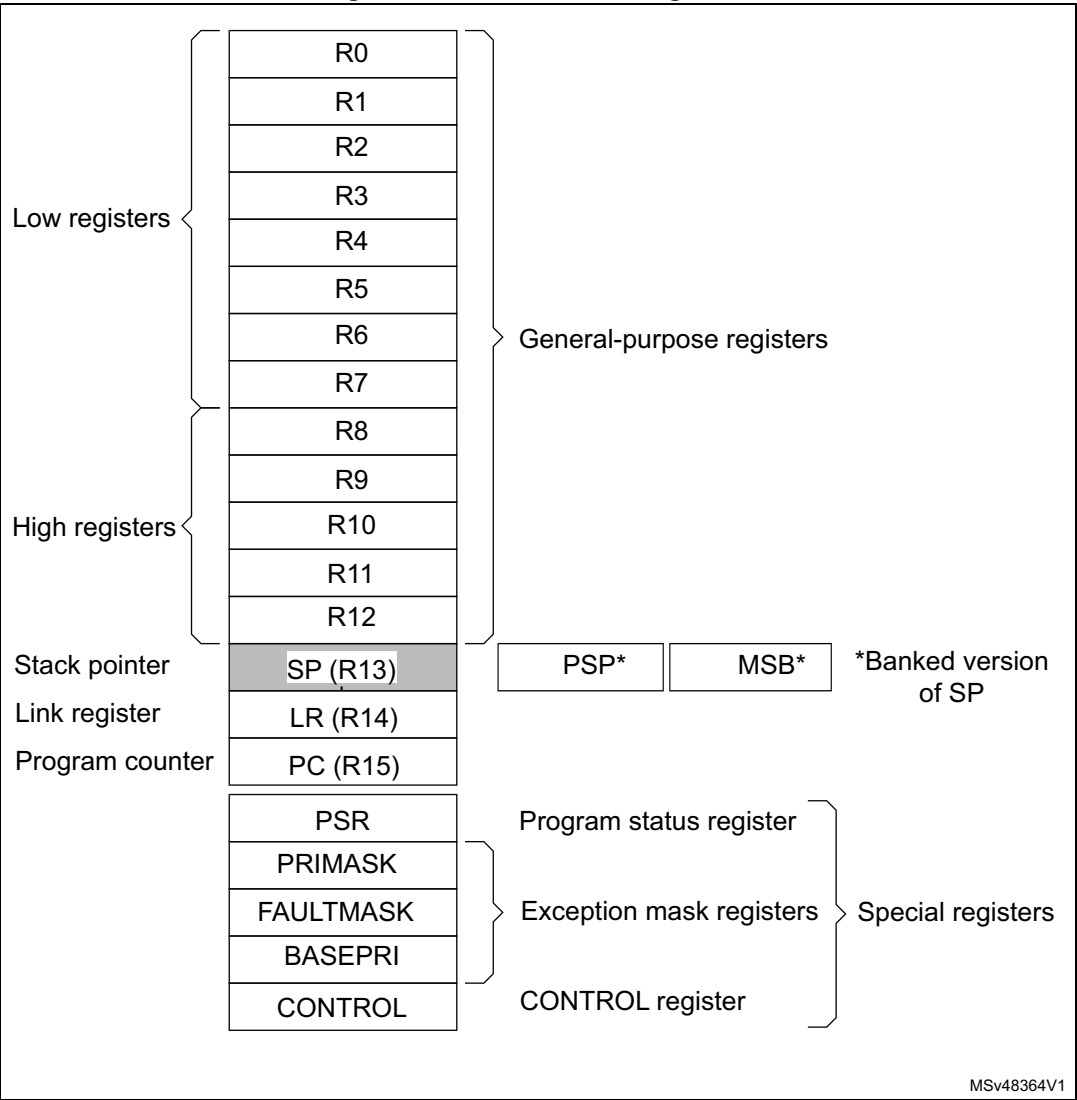 R0
R1
R2
R3
Low registers
R4
R5
R6
General-purpose registers
R7
R8
R9
High registers
R10
R11
R12
Stack pointer
SP (R13)
PSP*
MSB*
*Banked version
of SP
Link register
LR (R14)
Program counter
PC (R15)
PSR
Program status register
PRIMASK
FAULTMASK
Exception mask registers
Special registers
BASEPRI
CONTROL
CONTROL register
MSv48364V1